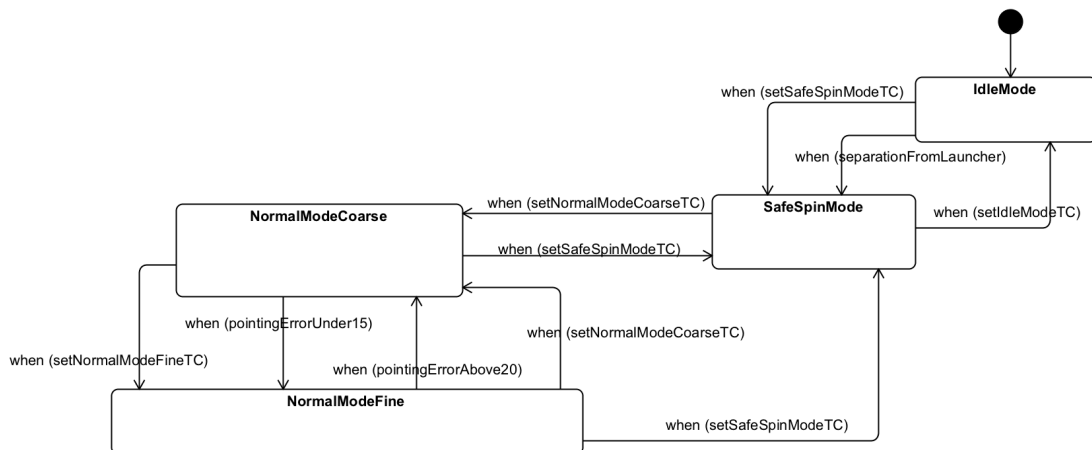 IdleMode
when (setSafeSpinModeTC)
when (separationFromLauncher)
SafeSpinMode
when (setNormalModeCoarseTC)
when (setIdleModeTC)
NormalModeCoarse
when (setSafeSpinModeTC)
when (pointingErrorUnder15)
when (setNormalModeCoarseTC)
when (setNormalModeFineTC)
when (pointingErrorAbove20)
NormalModeFine
when (setSafeSpinModeTC)